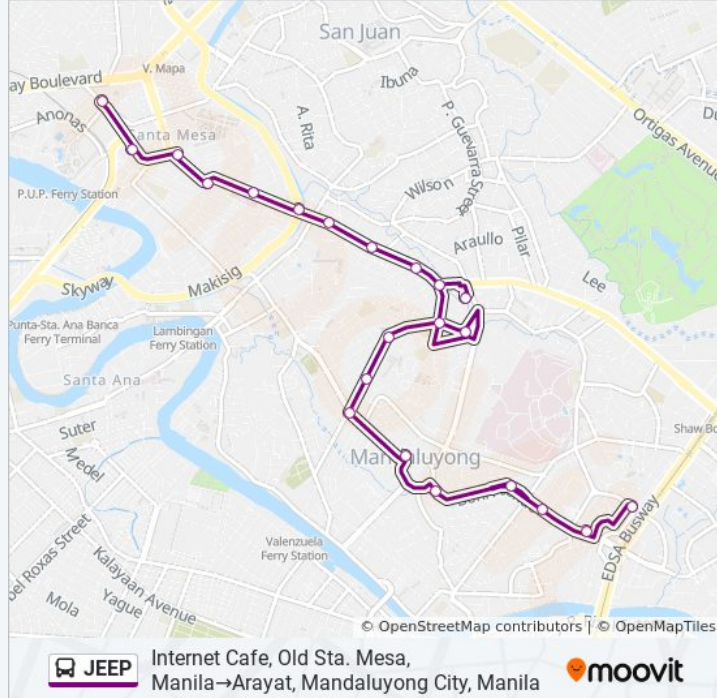 San Juan
ay Boulevard
V. Mapa
Ibuna
Anonas
Santa Mesa
A. Rita
P. Guevarra Street
Ortigas Avenue
Du
P.U.P. Ferry Station
Wilson
Araullo
Pilar
Lee
Skyway
Makisig
Punta-Sta. Ana Banca
Ferry Terminal
Lambingan
Ferry Station
Santa Ana
Suter
Medel
Mandaluyong
Shaw Bo
EDSA Busway
Valenzuela
Ferry Station
bel Roxas Street
Kalayaan Avenue
Mola
Yague
© OpenStreetMap contributors | © OpenMapTiles
JEEP
Internet Cafe, Old Sta. Mesa,
Manila→Arayat, Mandaluyong City, Manila
moovit